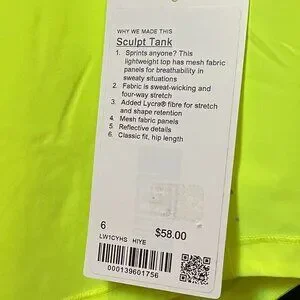 WHY WE MADE THIS
Sculpt Tank
1. Sprints anyone? This
lightweight top has mesh fabric
panels for breathability in
sweaty situations
2. Fabric is sweat-wicking and
four-way stretch
3. Added Lycra® fibre for stretch
and shape retention
4. Mesh fabric panels
5. Reflective details
6. Classic fit, hip length
6
$58.00
LW1CYHS HIYE
000139601756